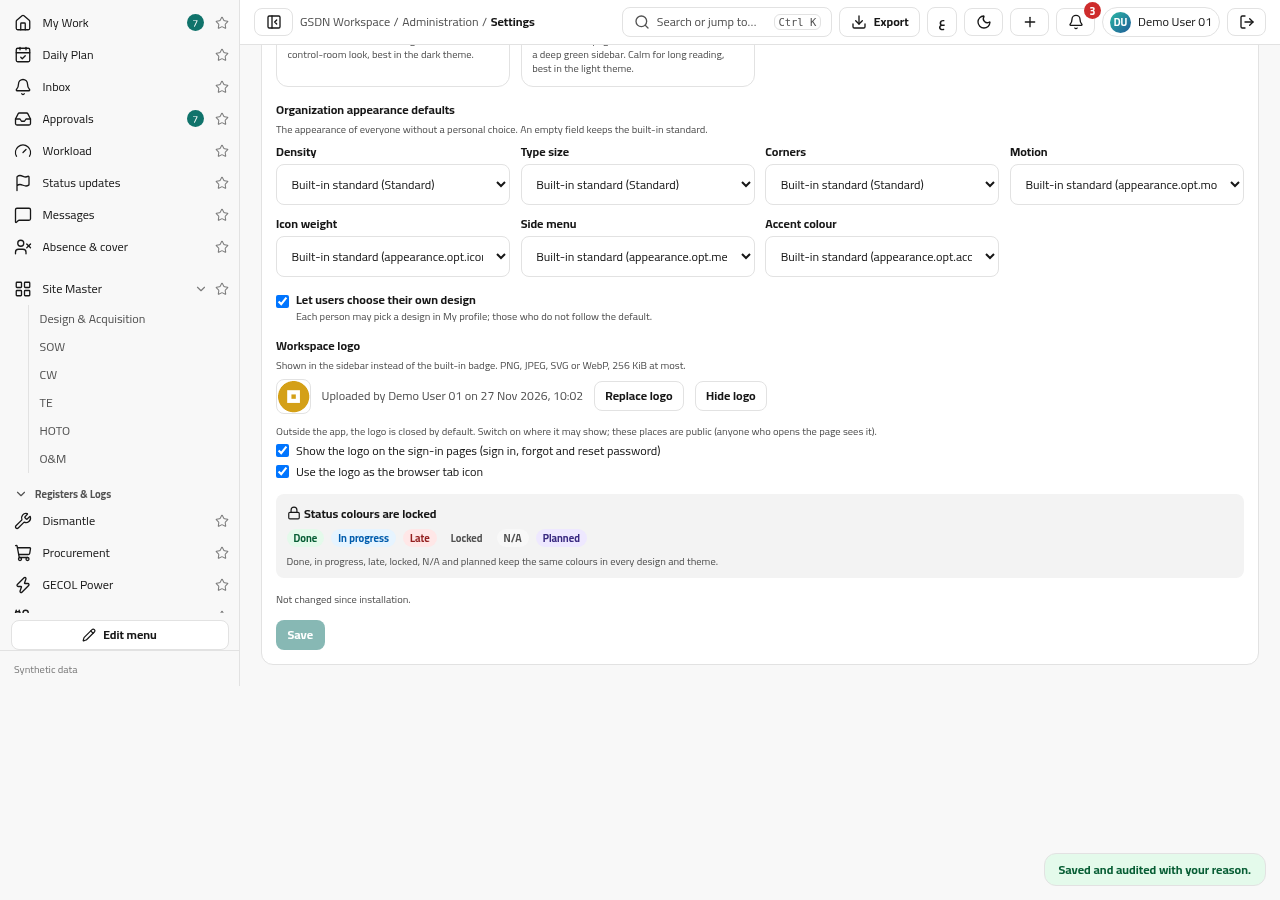 My Work
7
Daily Plan
Inbox
Approvals
7
Workload
Status updates
Messages
Absence & cover
Site Master
Design & Acquisition
SOW
CW
TE
HOTO
O&M
Registers & Logs
Dismantle
Procurement
GECOL Power
Edit menu
Synthetic data
GSDN Workspace / Administration / Settings
Search or jump to...
Ctrl K
Export
ع
3
DU
Demo User 01
control-room look, best in the dark theme.
a deep green sidebar. Calm for long reading,
best in the light theme.
Organization appearance defaults
The appearance of everyone without a personal choice. An empty field keeps the built-in standard.
Density
Type size
Corners
Motion
Built-in standard (Standard)
Built-in standard (Standard)
Built-in standard (Standard)
Built-in standard (appearance.opt.mo
Icon weight
Side menu
Accent colour
Built-in standard (appearance.opt.icon
Built-in standard (appearance.opt.me
Built-in standard (appearance.opt.acc
Let users choose their own design
Each person may pick a design in My profile; those who do not follow the default.
Workspace logo
Shown in the sidebar instead of the built-in badge. PNG, JPEG, SVG or WebP, 256 KiB at most.
Uploaded by Demo User 01 on 27 Nov 2026, 10:02
Replace logo
Hide logo
Outside the app, the logo is closed by default. Switch on where it may show; these places are public (anyone who opens the page sees it).
Show the logo on the sign-in pages (sign in, forgot and reset password)
Use the logo as the browser tab icon
Status colours are locked
Done
In progress
Late
Locked
N/A
Planned
Done, in progress, late, locked, N/A and planned keep the same colours in every design and theme.
Not changed since installation.
Save
Saved and audited with your reason.